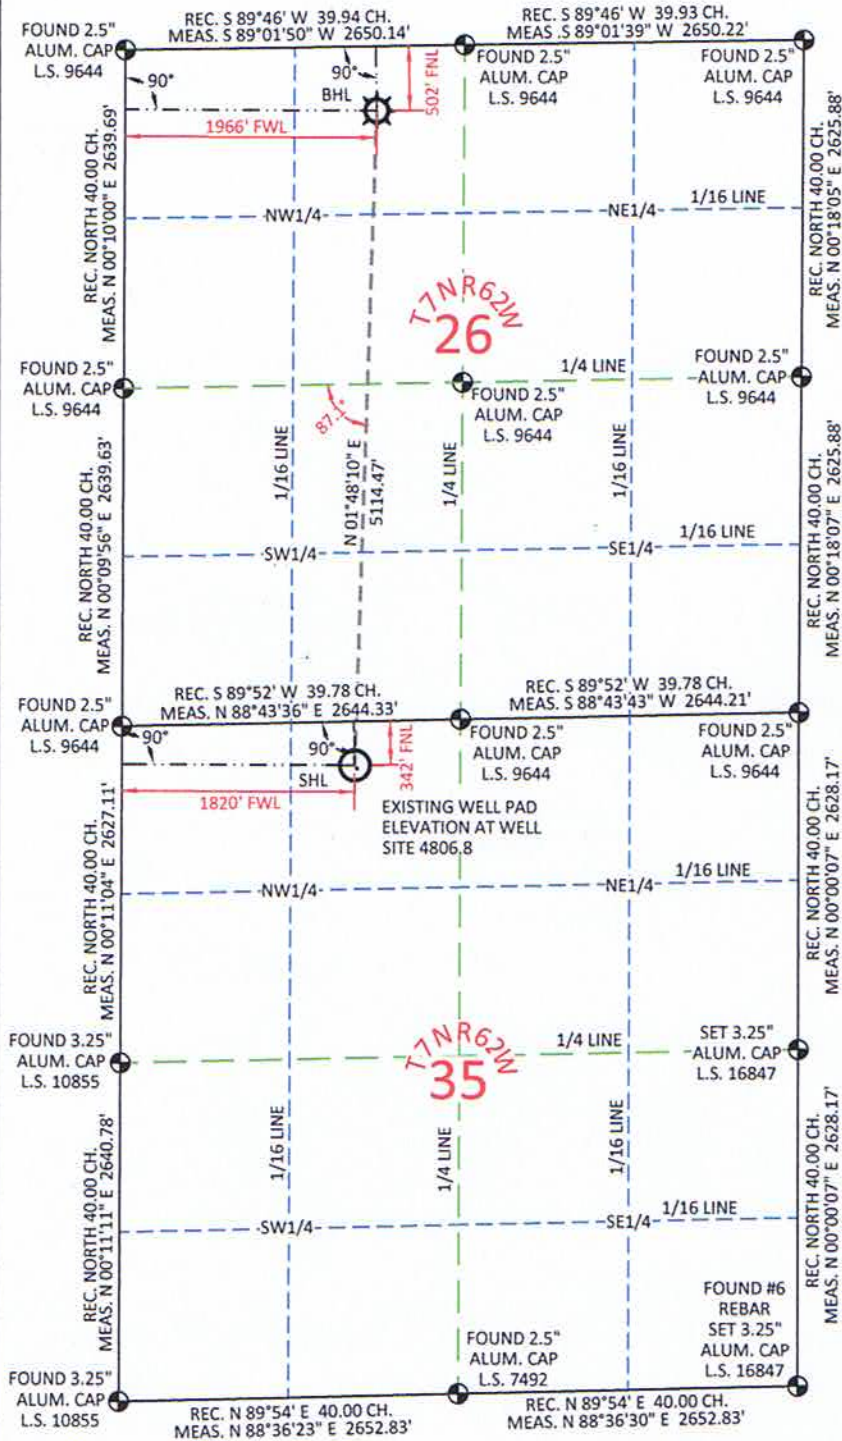 REC. S 89°46' W 39.94 CH.
MEAS. S 89°01'50" W 2650.14'
REC. S 89°46' W 39.93 CH.
MEAS .S 89°01'39" W 2650.22'
FOUND 2.5"
ALUM. CAP
L.S. 9644
FOUND 2.5"
ALUM. CAP
L.S. 9644
FOUND 2.5"
ALUM. CAP
L.S. 9644
90°
90°
BHL
502' FNL
1966' FWL
REC. NORTH 40.00 CH.
MEAS. N 00°10'00" E 2639.69'
REC. NORTH 40.00 CH.
MEAS. N 00°18'05" E 2625.88'
1/16 LINE
NW1/4
NE1/4
T7NR62W
26
FOUND 2.5"
ALUM. CAP
L.S. 9644
1/4 LINE
FOUND 2.5"
ALUM. CAP
L.S. 9644
FOUND 2.5"
ALUM. CAP
L.S. 9644
87.1°
1/16 LINE
N 01°48'10" E
5114.47'
1/4 LINE
1/16 LINE
REC. NORTH 40.00 CH.
MEAS. N 00°09'56" E 2639.63'
REC. NORTH 40.00 CH.
MEAS. N 00°18'07" E 2625.88'
1/16 LINE
SW1/4
SE1/4
REC. S 89°52' W 39.78 CH.
MEAS. N 88°43'36" E 2644.33'
REC. S 89°52' W 39.78 CH.
MEAS. S 88°43'43" W 2644.21'
FOUND 2.5"
ALUM. CAP
L.S. 9644
FOUND 2.5"
ALUM. CAP
L.S. 9644
FOUND 2.5"
ALUM. CAP
L.S. 9644
90°
90°
SHL
342' FNL
1820' FWL
EXISTING WELL PAD
ELEVATION AT WELL
SITE 4806.8
REC. NORTH 40.00 CH.
MEAS. N 00°11'04" E 2627.11'
REC. NORTH 40.00 CH.
MEAS. N 00°00'07" E 2628.17'
1/16 LINE
NW1/4
NE1/4
T7NR62W
35
FOUND 3.25"
ALUM. CAP
L.S. 10855
1/4 LINE
SET 3.25"
ALUM. CAP
L.S. 16847
1/16 LINE
1/4 LINE
1/16 LINE
REC. NORTH 40.00 CH.
MEAS. N 00°11'11" E 2640.78'
REC. NORTH 40.00 CH.
MEAS. N 00°00'07" E 2628.17'
1/16 LINE
SW1/4
SE1/4
FOUND 3.25"
ALUM. CAP
L.S. 10855
FOUND 2.5"
ALUM. CAP
L.S. 7492
FOUND #6
REBAR
SET 3.25"
ALUM. CAP
L.S. 16847
REC. N 89°54' E 40.00 CH.
MEAS. N 88°36'23" E 2652.83'
REC. N 89°54' E 40.00 CH.
MEAS. N 88°36'30" E 2652.83'